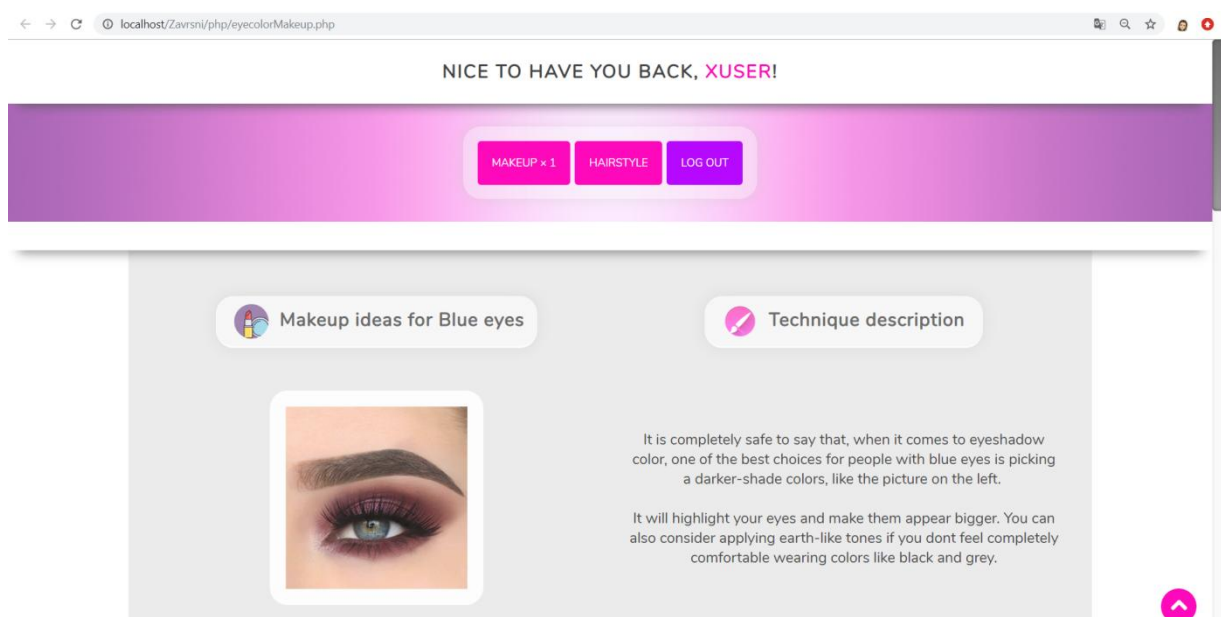 localhost/Zavrsni/php/eyecolorMakeup.php
NICE TO HAVE YOU BACK, XUSER!
MAKEUP × 1
HAIRSTYLE
LOG OUT
Makeup ideas for Blue eyes
Technique description
It is completely safe to say that, when it comes to eyeshadow
color, one of the best choices for people with blue eyes is picking
a darker-shade colors, like the picture on the left.
It will highlight your eyes and make them appear bigger. You can
also consider applying earth-like tones if you dont feel completely
comfortable wearing colors like black and grey.